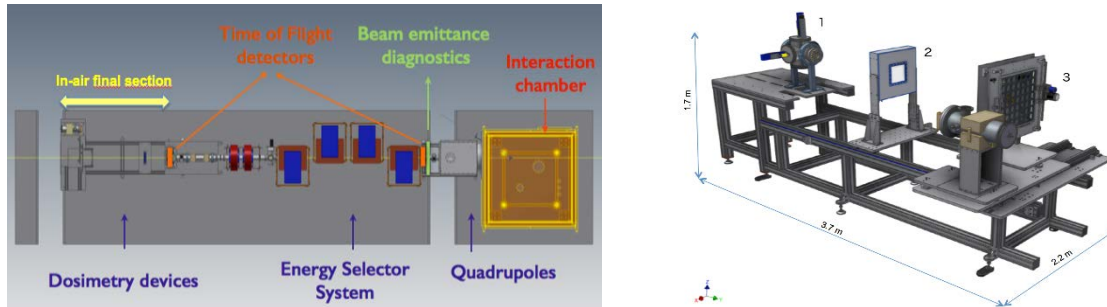 Time of Flight
detectors
Beam emittance
diagnostics
Interaction
chamber
In-air final section
Dosimetry devices
Energy Selector
System
Quadrupoles
1
2
3
1.7 m
3.7 m
2.2 m